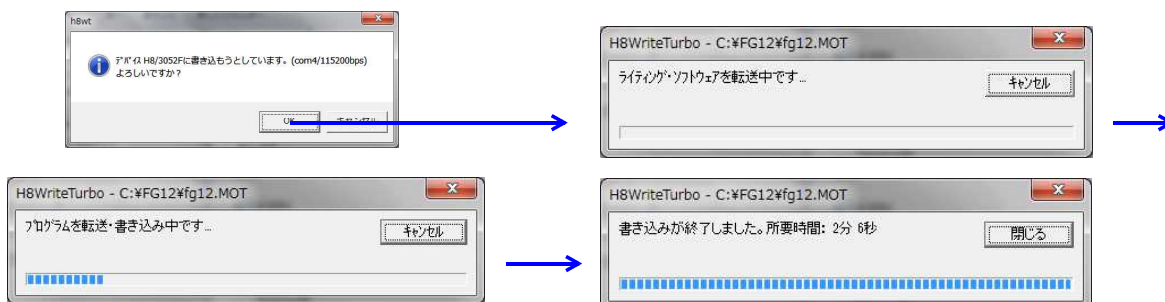 h8wt
ﾃﾞﾊﾞｲｽ H8/3052Fに書き込もうとしています。(com4/115200bps)
よろしいですか?
OK
キャンセル
H8WriteTurbo - C:¥FG12¥fg12.MOT
ﾗｲﾃｨﾝｸﾞ･ｿﾌﾄｳｪｱを転送中です...
ｷｬﾝｾﾙ
H8WriteTurbo - C:¥FG12¥fg12.MOT
ﾌﾟﾛｸﾞﾗﾑを転送･書き込み中です...
ｷｬﾝｾﾙ
H8WriteTurbo - C:¥FG12¥fg12.MOT
書き込みが終了しました。所要時間: 2分 6秒
閉じる